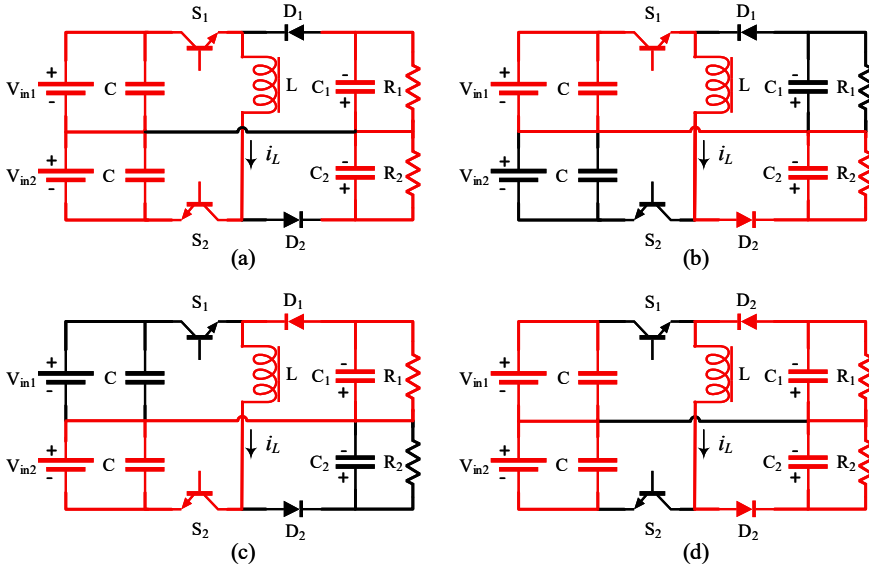 S1 D1
+ Vin1 - C L - C1 + R1
+ Vin2 - C iL - C2 + R2
S2 D2
(a)
S1 D1
+ Vin1 - C L - C1 + R1
+ Vin2 - C iL - C2 + R2
S2 D2
(b)
S1 D1
+ Vin1 - C L - C1 + R1
+ Vin2 - C iL - C2 + R2
S2 D2
(c)
S1 D2
+ Vin1 - C L - C1 + R1
+ Vin2 - C iL - C2 + R2
S2 D2
(d)